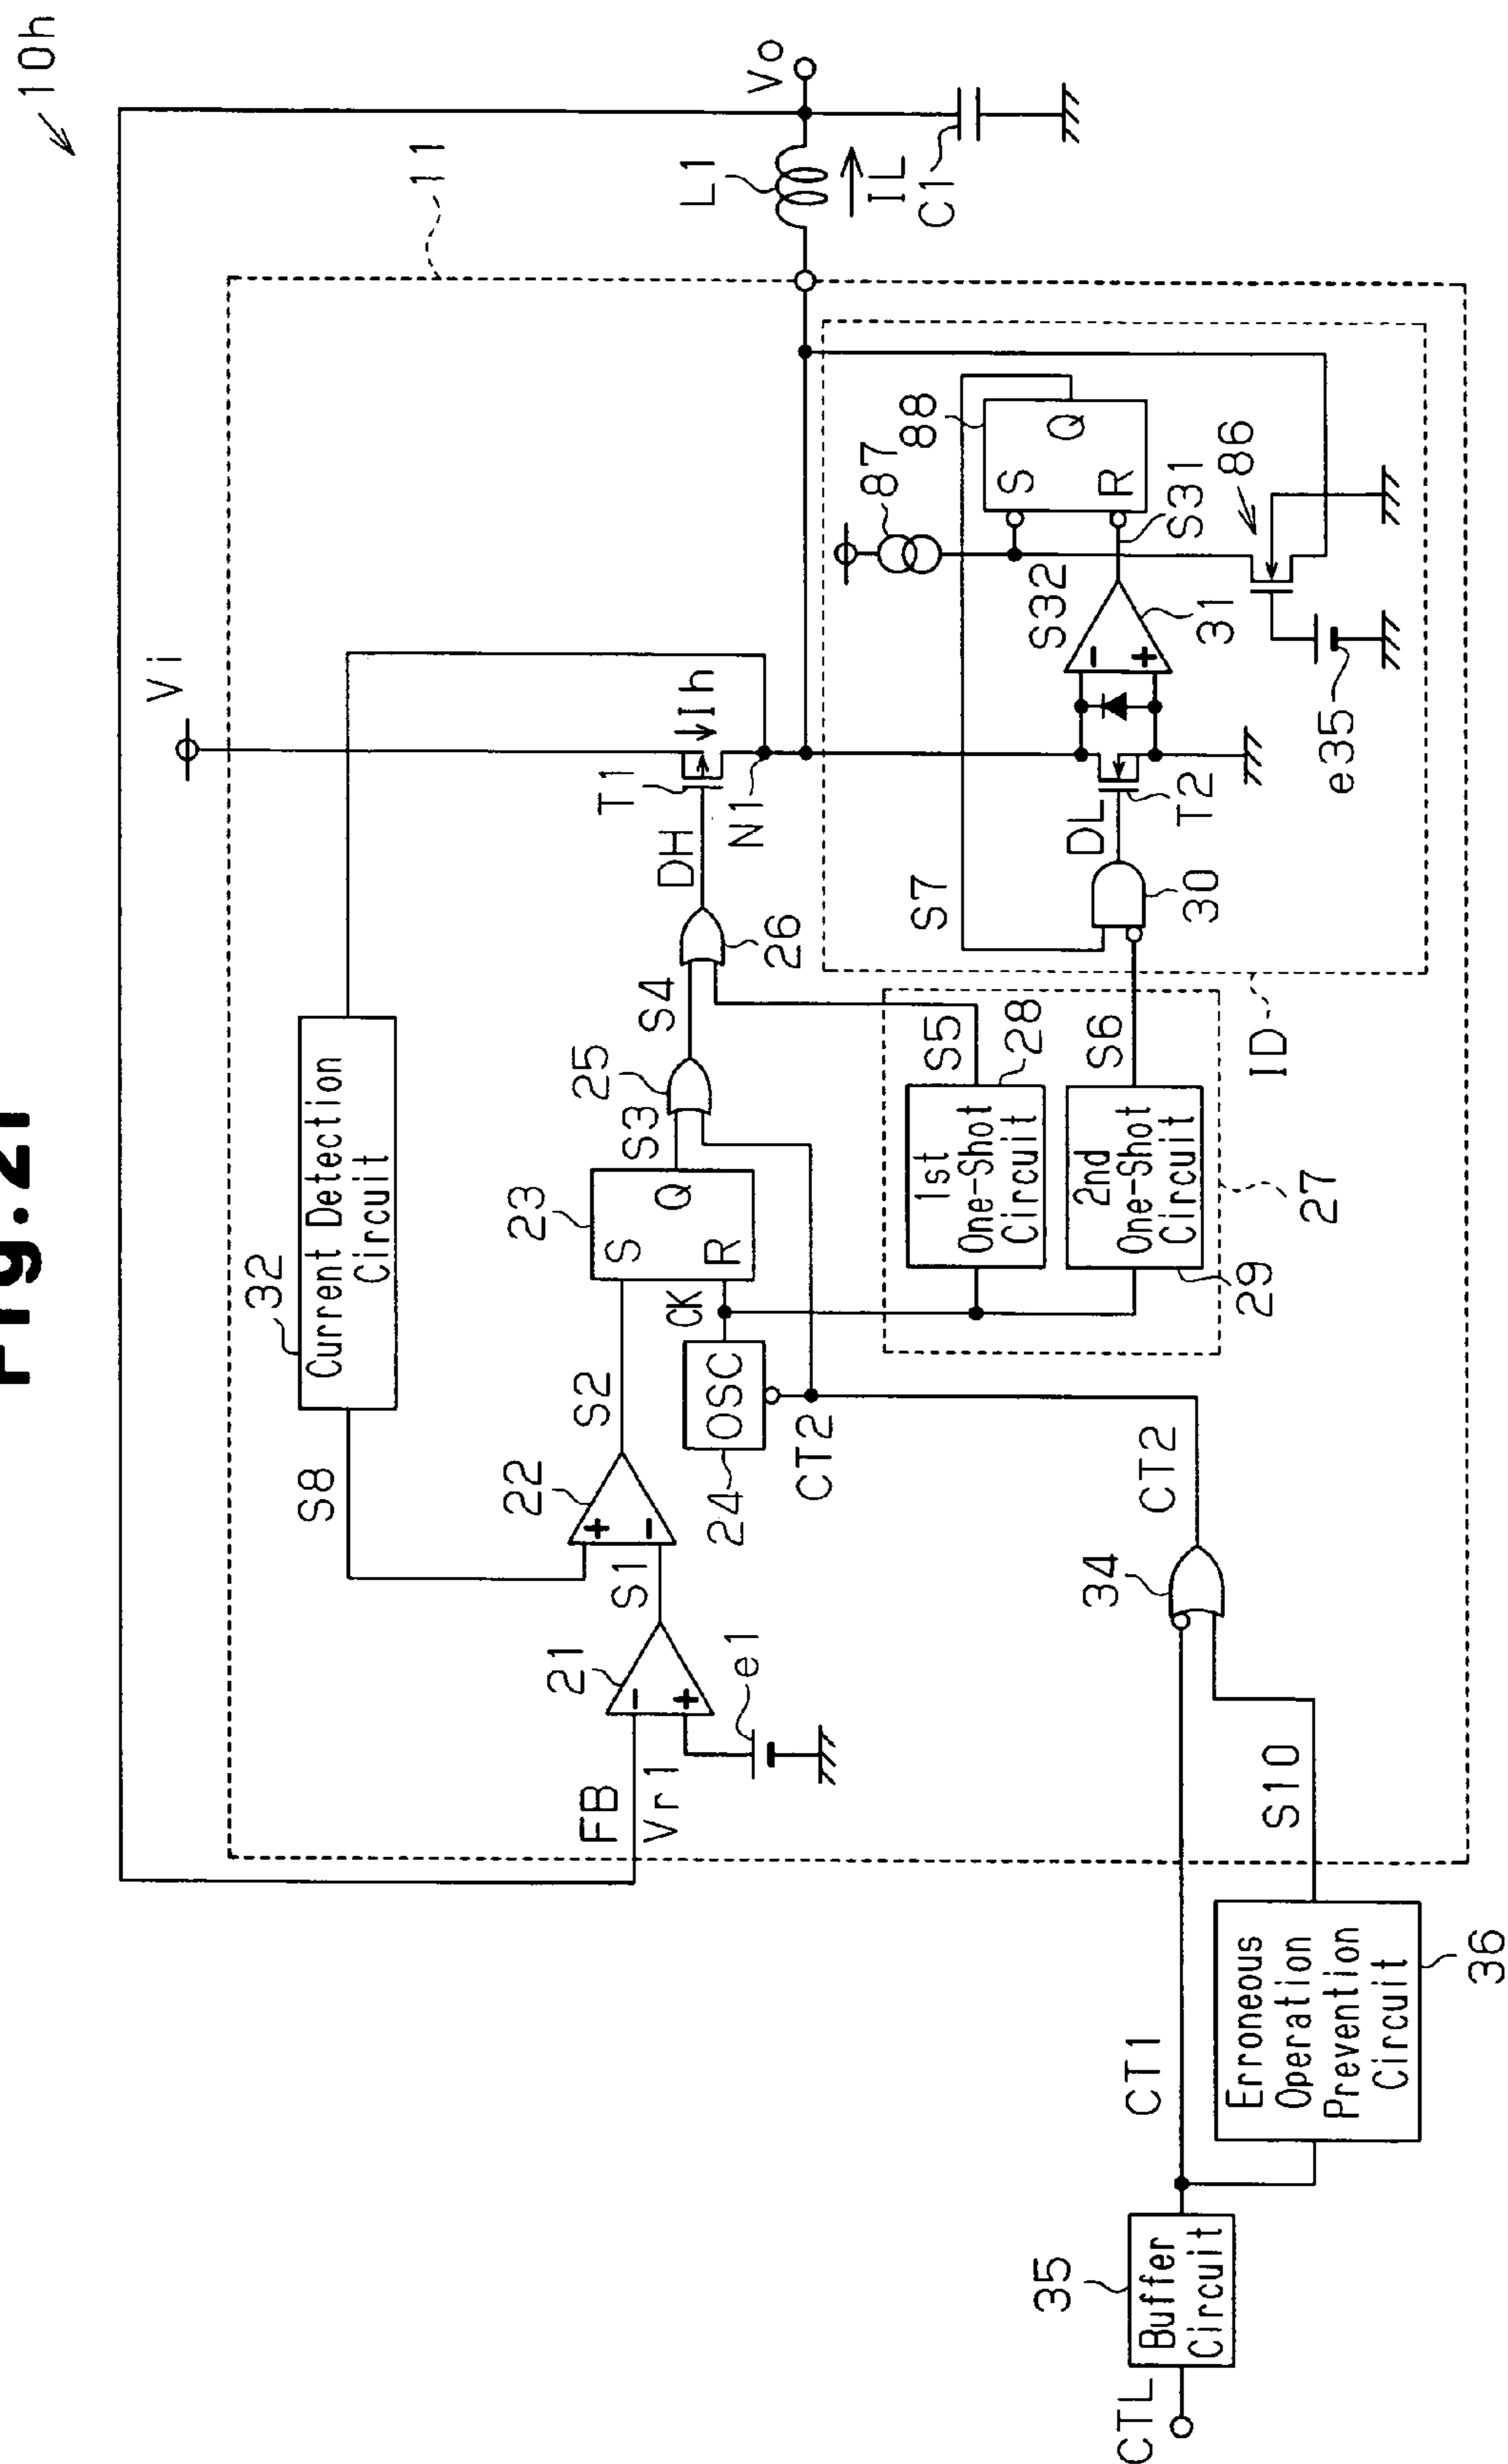 Fig.21
10h
11
Vi
32
Current Detection
Circuit
S8
FB
Vr1
21
e1
S1
22
S2
23
S
R
Q
CK
24
OSC
CT2
S3
25
S4
26
DH
T1
Ih
N1
L1
IL
C1
Vo
27
1st
One-Shot
Circuit
28
S5
2nd
One-Shot
Circuit
29
S6
ID
S7
30
DL
T2
31
S32
S31
87
88
S
R
Q
86
e35
34
CT2
S10
CT1
CTL
35
Buffer
Circuit
Erroneous
Operation
Prevention
Circuit
36